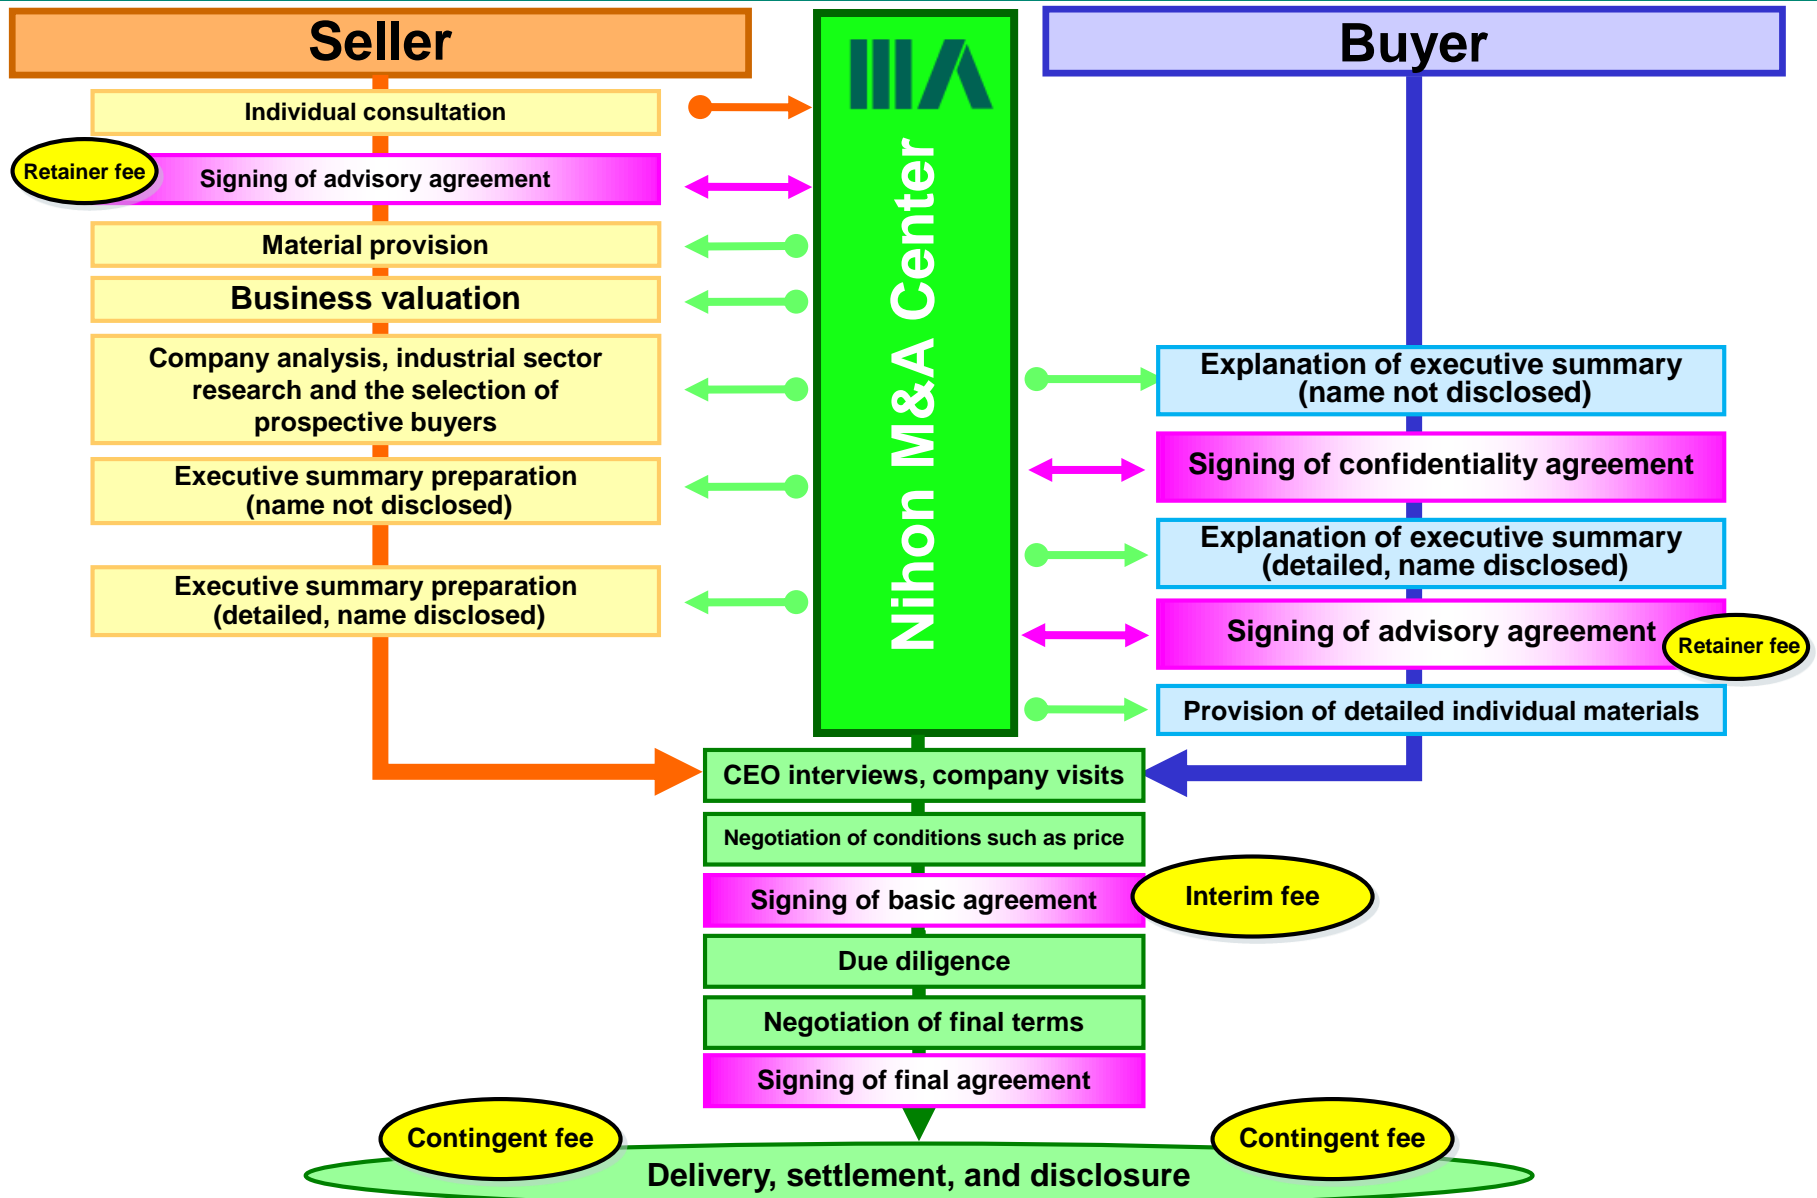 Seller
Individual consultation
Retainer fee
Signing of advisory agreement
Material provision
Business valuation
Company analysis, industrial sector
research and the selection of
prospective buyers
Executive summary preparation
(name not disclosed)
Executive summary preparation
(detailed, name disclosed)
Nihon M&A Center
Buyer
Explanation of executive summary
(name not disclosed)
Signing of confidentiality agreement
Explanation of executive summary
(detailed, name disclosed)
Signing of advisory agreement
Retainer fee
Provision of detailed individual materials
CEO interviews, company visits
Negotiation of conditions such as price
Signing of basic agreement
Interim fee
Due diligence
Negotiation of final terms
Signing of final agreement
Contingent fee
Contingent fee
Delivery, settlement, and disclosure